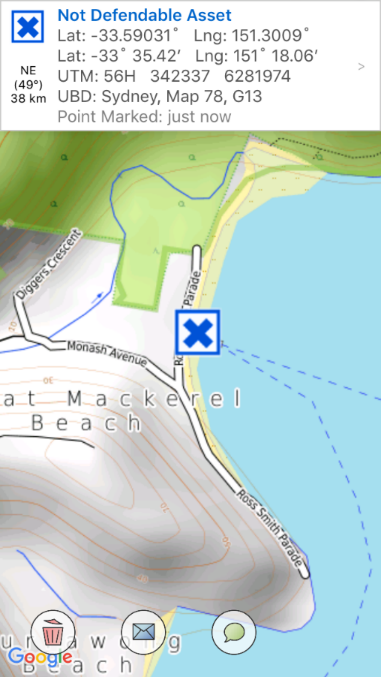 Not Defendable Asset
Lat: -33.59031° Lng: 151.3009°
Lat: -33° 35.42′ Lng: 151° 18.06′
NE
(49°)
38 km
UTM: 56H 342337 6281974
UBD: Sydney, Map 78, G13
Point Marked: just now
>
Diggers Crescent
Parade
Monash Avenue
at Mackerel
Beach
Ross Smith Parade
Google
Beach